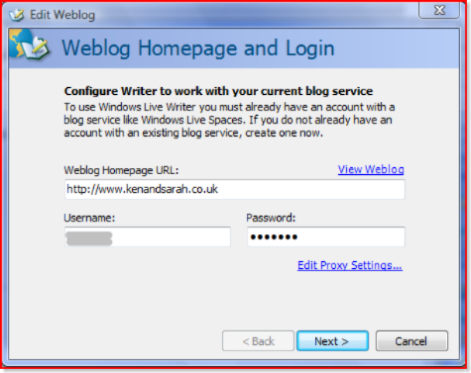 Edit Weblog
Weblog Homepage and Login
Configure Writer to work with your current blog service
To use Windows Live Writer you must already have an account with a
blog service like Windows Live Spaces. If you do not already have an
account with an existing blog service, create one now.
Weblog Homepage URL:
View Weblog
http://www.kenandsarah.co.uk
Username:
Password:
•••••••
Edit Proxy Settings...
< Back
Next >
Cancel